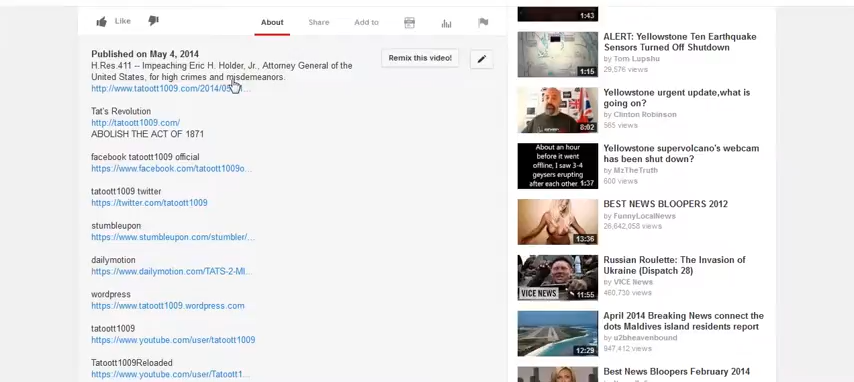 Like
About
Share
Add to
Published on May 4, 2014
H.Res.411 -- Impeaching Eric H. Holder, Jr., Attorney General of the
United States, for high crimes and misdemeanors.
Remix this video!
Tat's Revolution
http://tatoott1009.com/
ABOLISH THE ACT OF 1871
facebook tatoott1009 official
https://www.facebook.com/tatoott1009o...
tatoott1009 twitter
https://twitter.com/tatoott1009
stumbleupon
https://www.stumbleupon.com/stumbler/...
dailymotion
https://www.dailymotion.com/TATS-2-MI...
wordpress
https://www.tatoott1009.wordpress.com
tatoott1009
https://www.youtube.com/user/tatoott1009
Tatoott1009Reloaded
https://www.youtube.com/user/Tatoott1...
1:43
ALERT: Yellowstone Ten Earthquake
Sensors Turned Off Shutdown
by Tom Lupshu
29,576 views
1:15
Yellowstone urgent update,what is
going on?
by Clinton Robinson
565 views
8:02
Yellowstone supervolcano's webcam
has been shut down?
by MzTheTruth
600 views
About an hour
before it went
offline, I saw 3-4
geysers erupting
after each other
1:37
BEST NEWS BLOOPERS 2012
by FunnyLocalNews
26,642,058 views
13:36
Russian Roulette: The Invasion of
Ukraine (Dispatch 28)
by VICE News
460,730 views
VICE NEWS
11:55
April 2014 Breaking News connect the
dots Maldives island residents report
by u2bheavenbound
947,412 views
12:29
Best News Bloopers February 2014